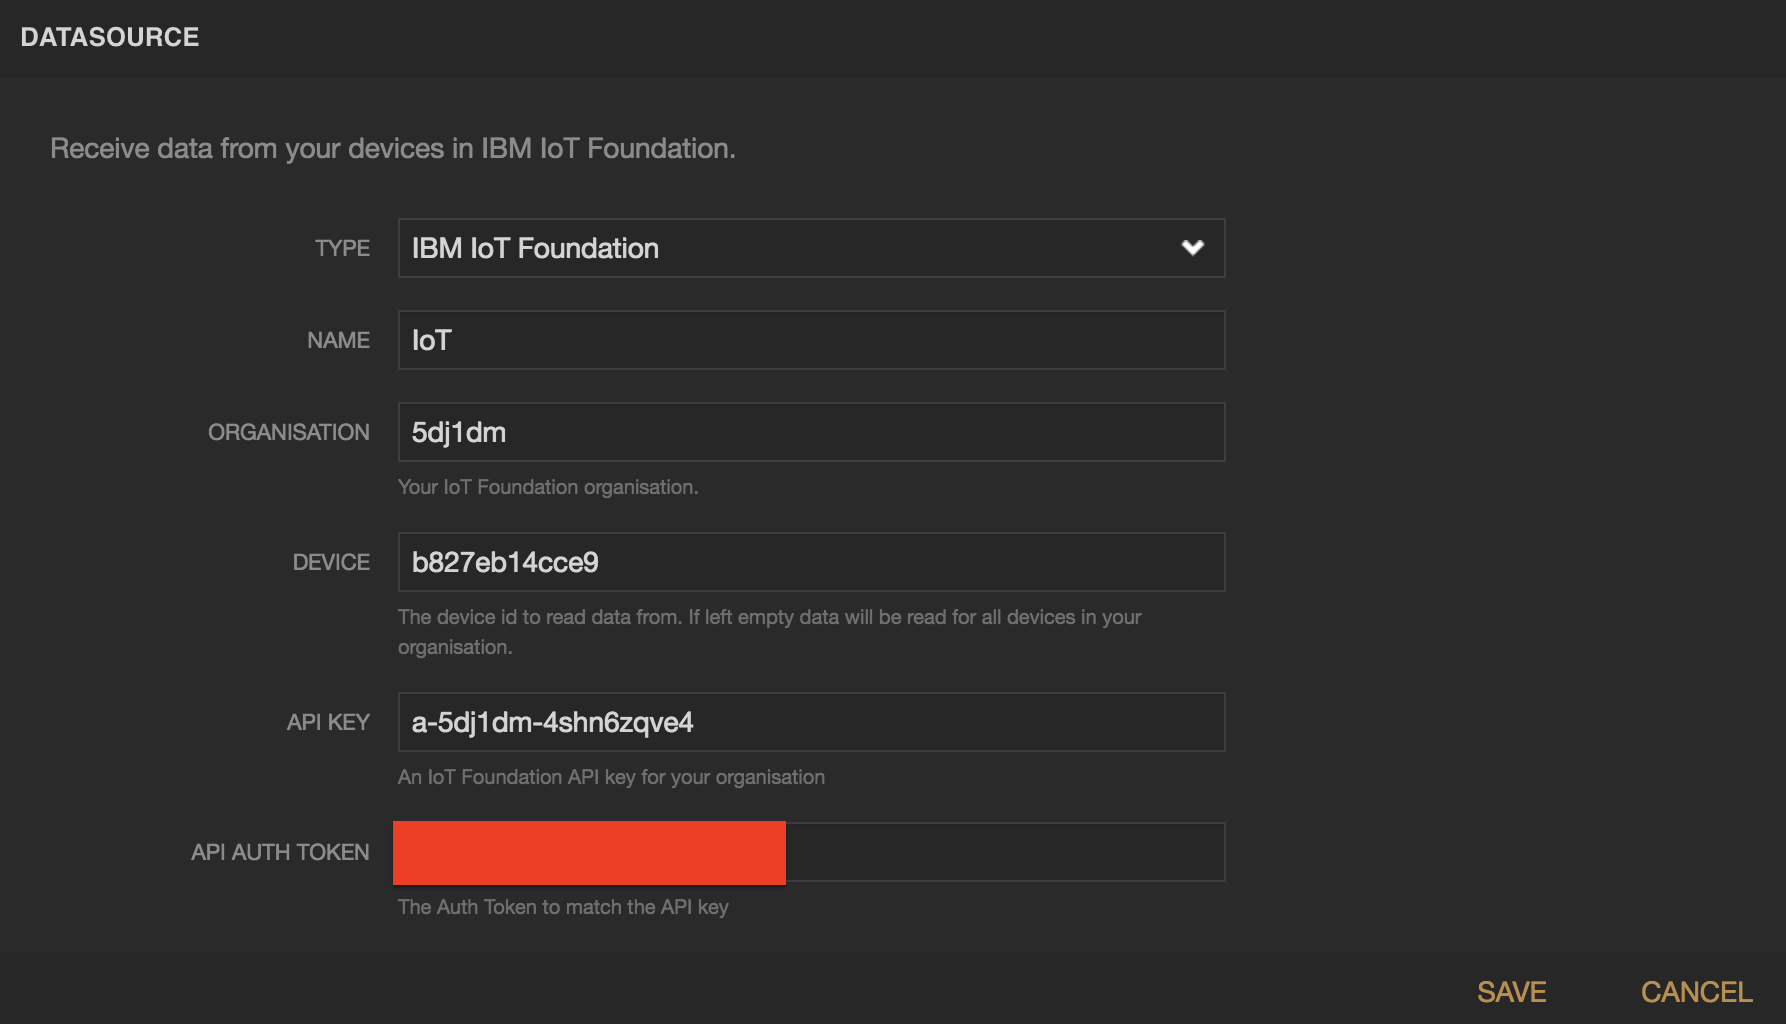 DATASOURCE
Receive data from your devices in IBM IoT Foundation.
TYPE
IBM IoT Foundation
NAME
IoT
ORGANISATION
5dj1dm
Your IoT Foundation organisation.
DEVICE
b827eb14cce9
The device id to read data from. If left empty data will be read for all devices in your
organisation.
API KEY
a-5dj1dm-4shn6zqve4
An IoT Foundation API key for your organisation
API AUTH TOKEN
The Auth Token to match the API key
SAVE
CANCEL